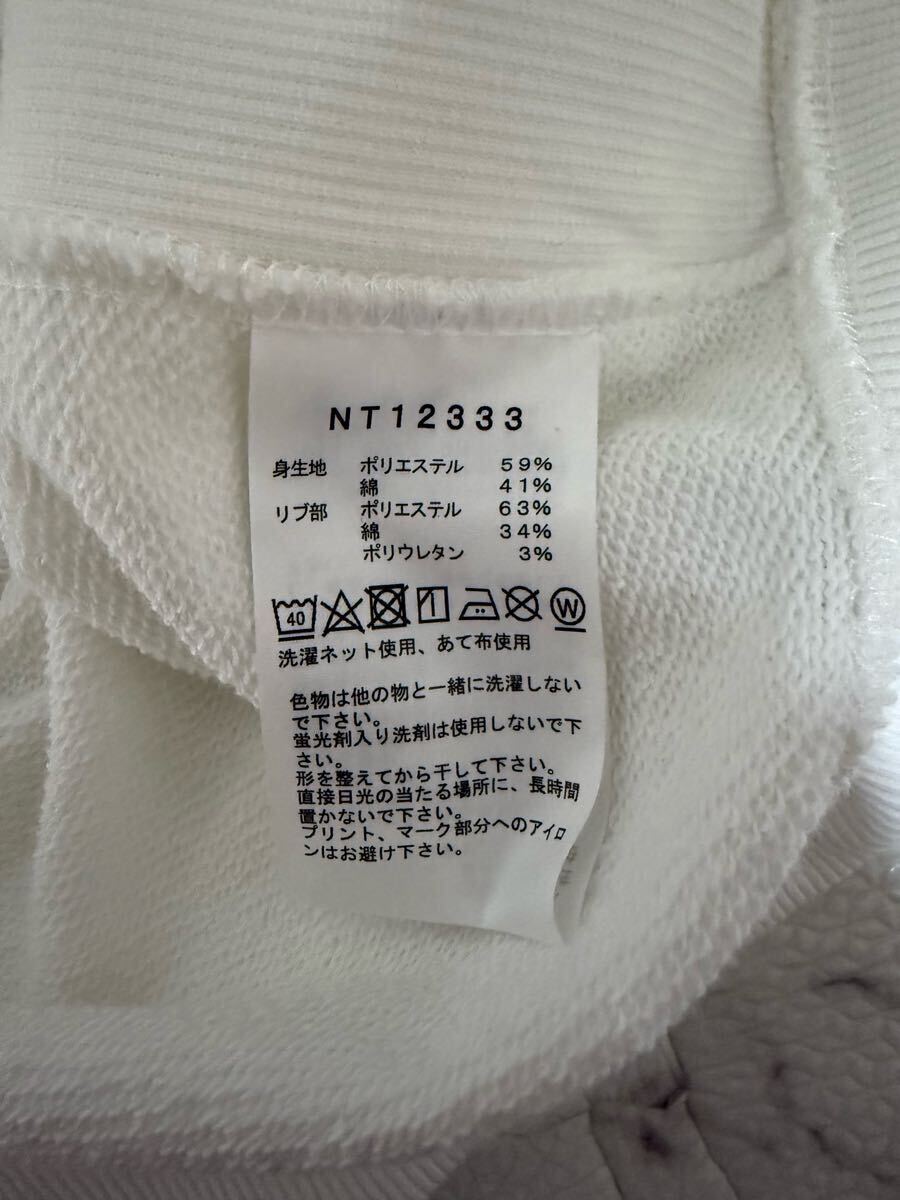 NT12333
身生地 ポリエステル 59%
綿 41%
リブ部 ポリエステル 63%
綿 34%
ポリウレタン 3%
40 W
洗濯ネット使用、あて布使用
色物は他の物と一緒に洗濯しない
で下さい。
蛍光剤入り洗剤は使用しないで下
さい。
形を整えてから干して下さい。
直接日光の当たる場所に、長時間
置かないで下さい。
プリント、マーク部分へのアイロ
ンはお避け下さい。